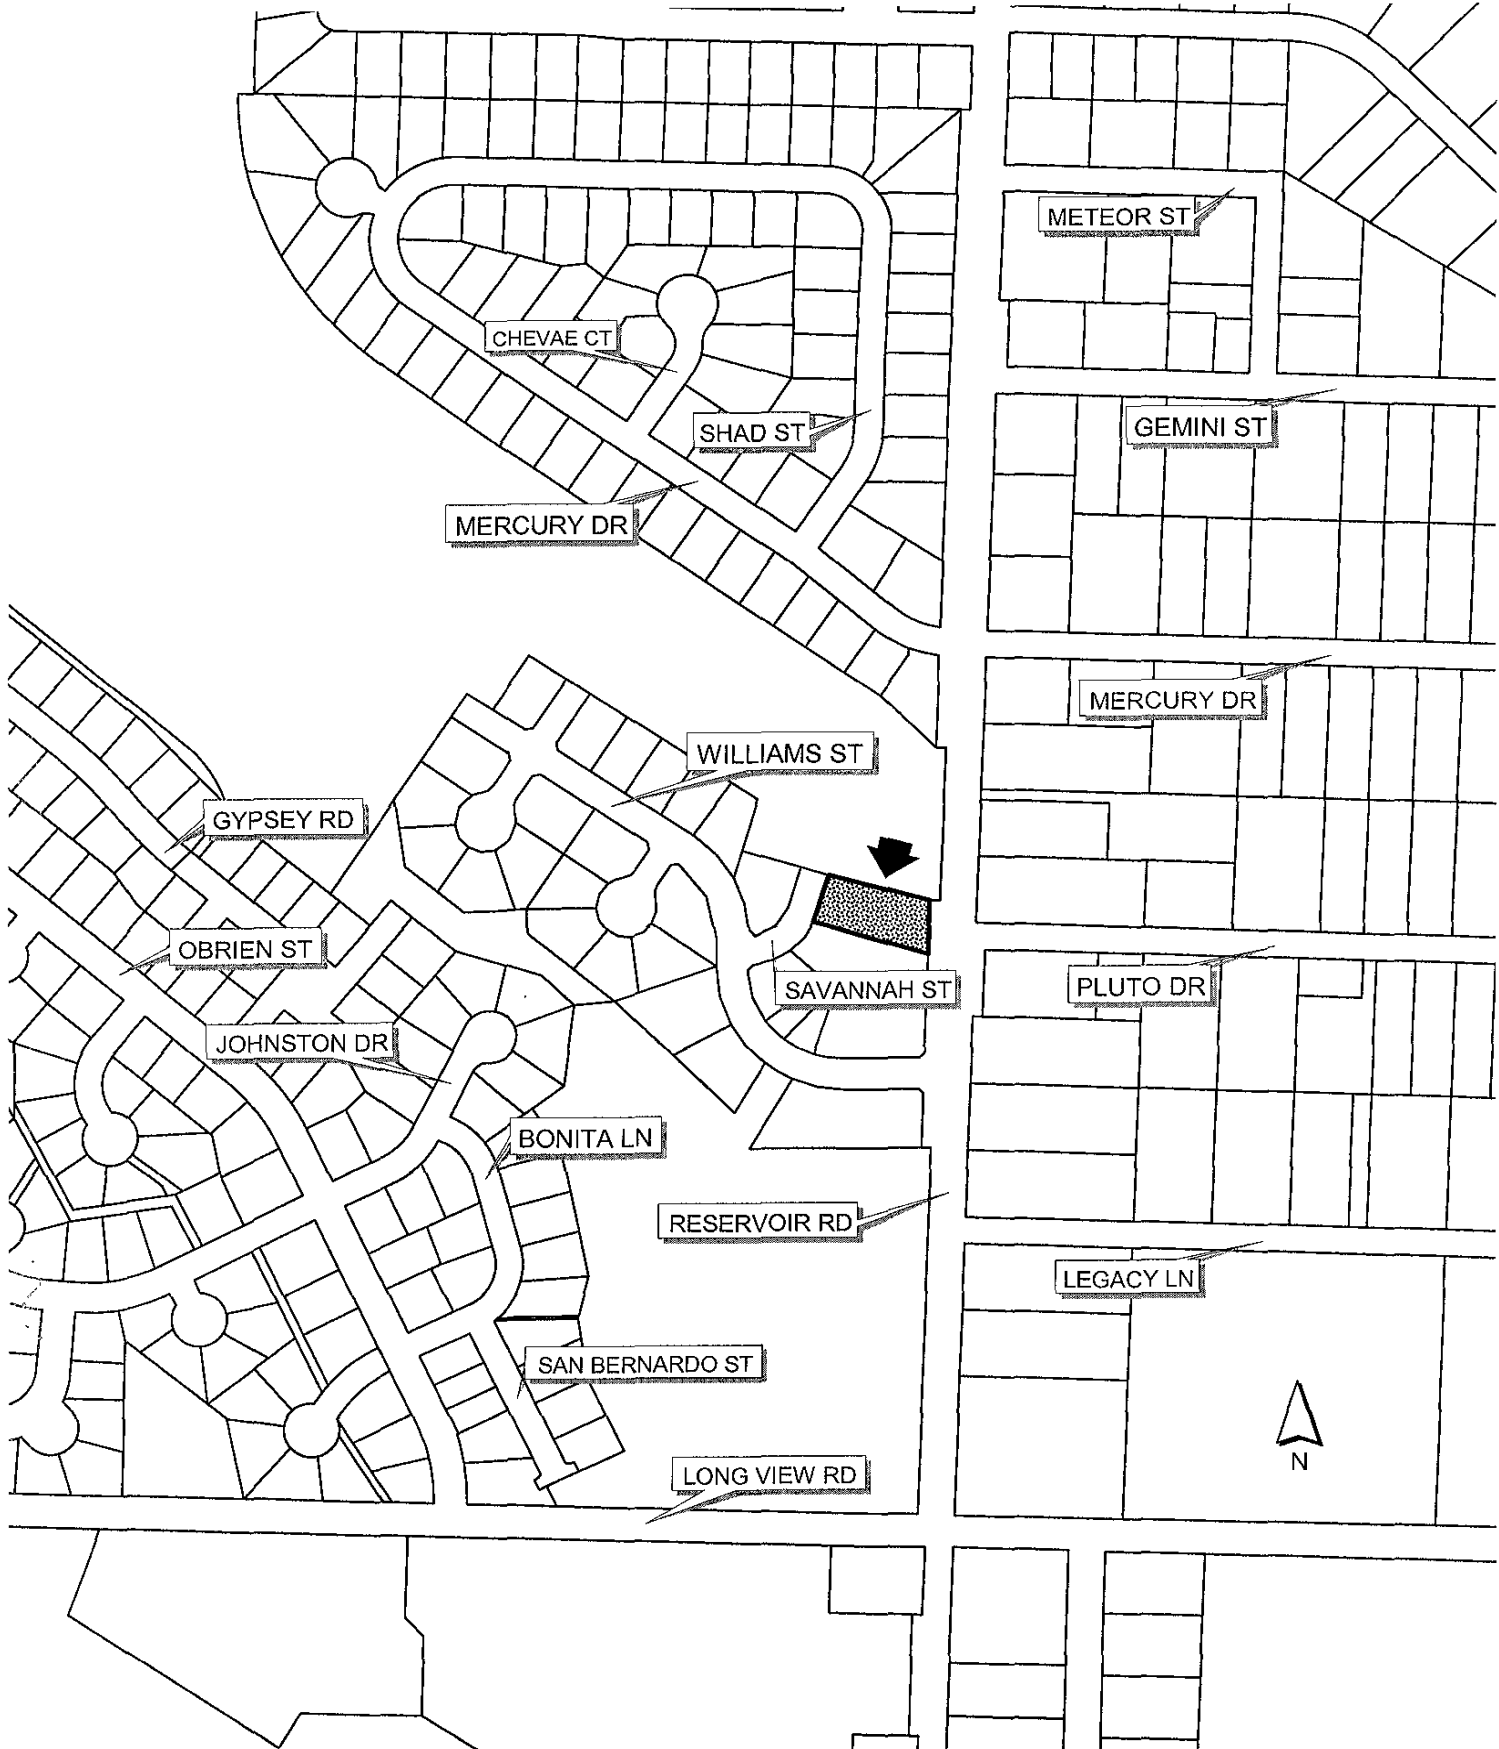 METEOR ST
CHEVAE CT
SHAD ST
GEMINI ST
MERCURY DR
MERCURY DR
WILLIAMS ST
GYPSEY RD
OBRIEN ST
SAVANNAH ST
PLUTO DR
JOHNSTON DR
BONITA LN
RESERVOIR RD
LEGACY LN
SAN BERNARDO ST
LONG VIEW RD
N